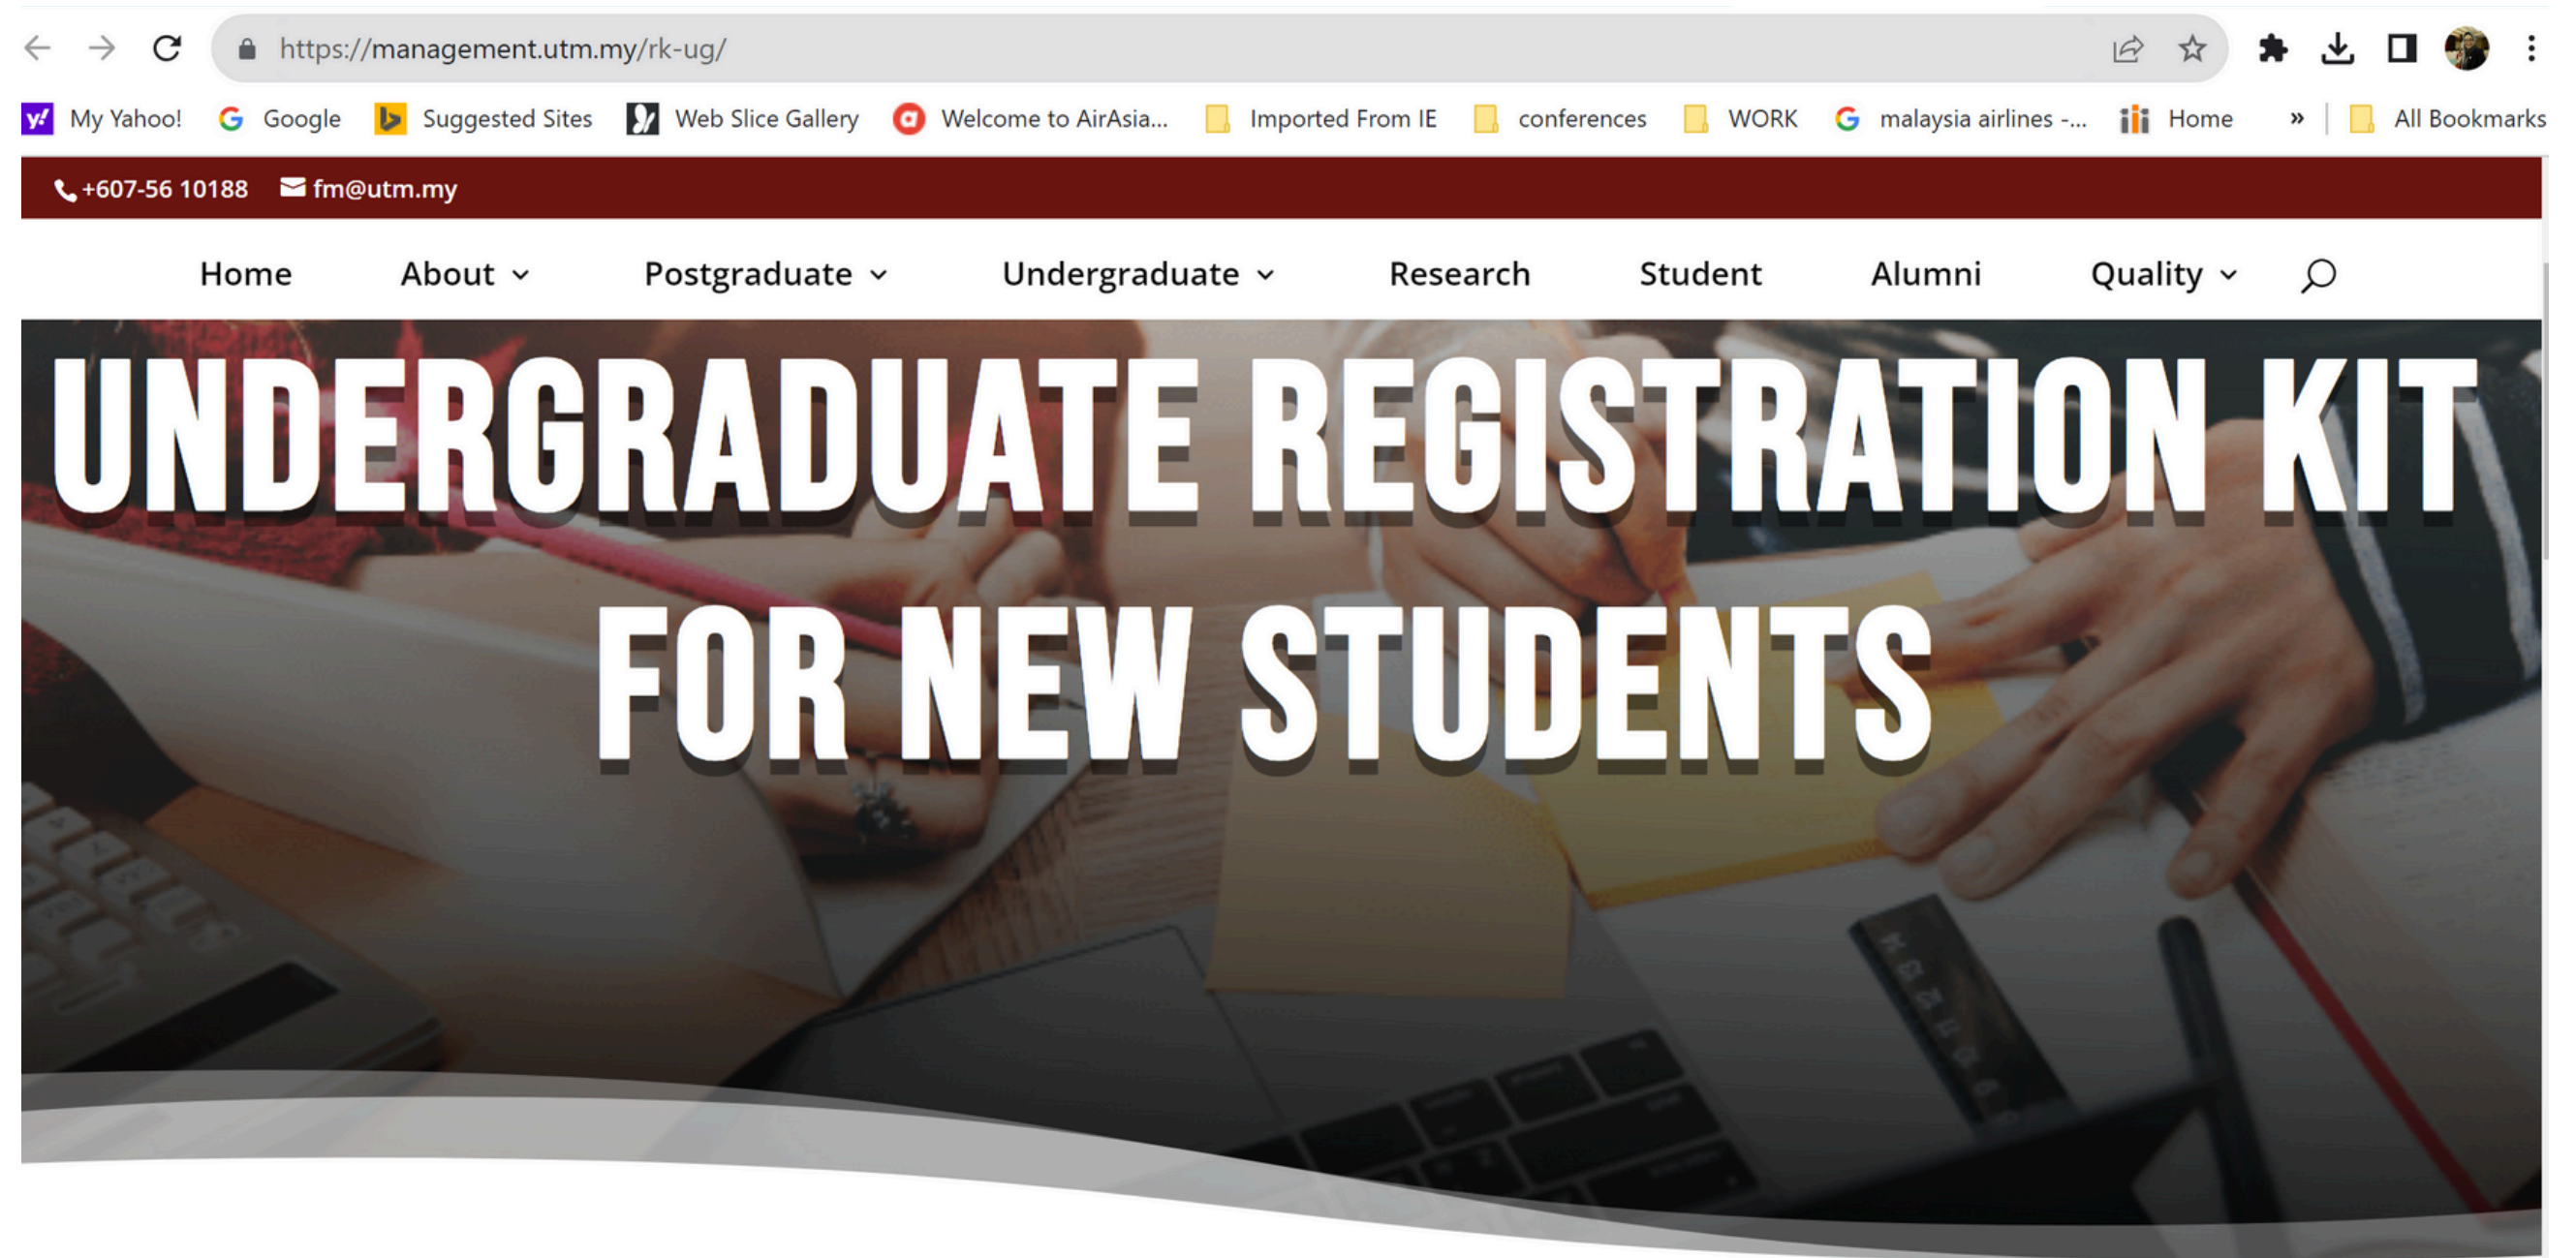 https://management.utm.my/rk-ug/
My Yahoo! Google Suggested Sites Web Slice Gallery Welcome to AirAsia... Imported From IE conferences WORK malaysia airlines -... Home » All Bookmarks
+607-56 10188 fm@utm.my
Home About Postgraduate Undergraduate Research Student Alumni Quality
UNDERGRADUATE REGISTRATION KIT
FOR NEW STUDENTS